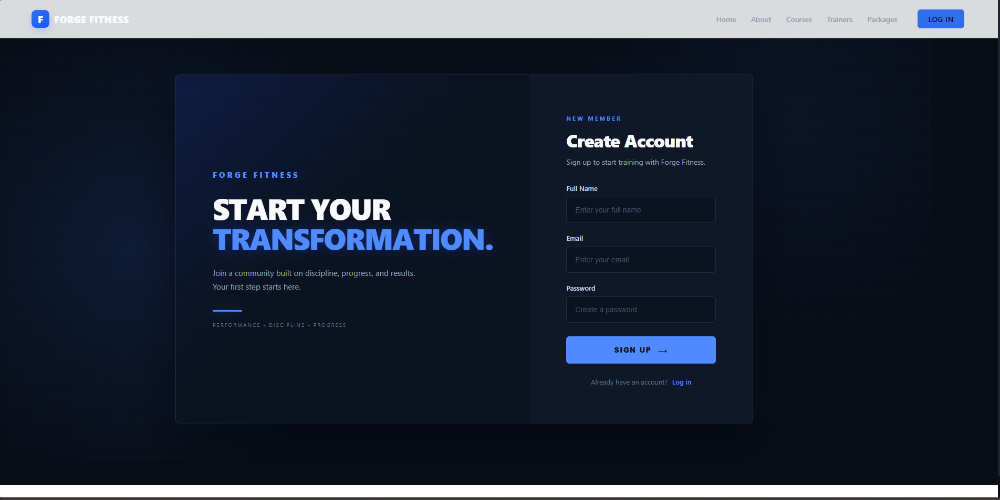 F FORGE FITNESS
Home About Courses Trainers Packages LOG IN
FORGE FITNESS
START YOUR
TRANSFORMATION.
Join a community built on discipline, progress, and results.
Your first step starts here.
PERFORMANCE • DISCIPLINE • PROGRESS
NEW MEMBER
Create Account
Sign up to start training with Forge Fitness.
Full Name
Enter your full name
Email
Enter your email
Password
Create a password
SIGN UP →
Already have an account? Log in